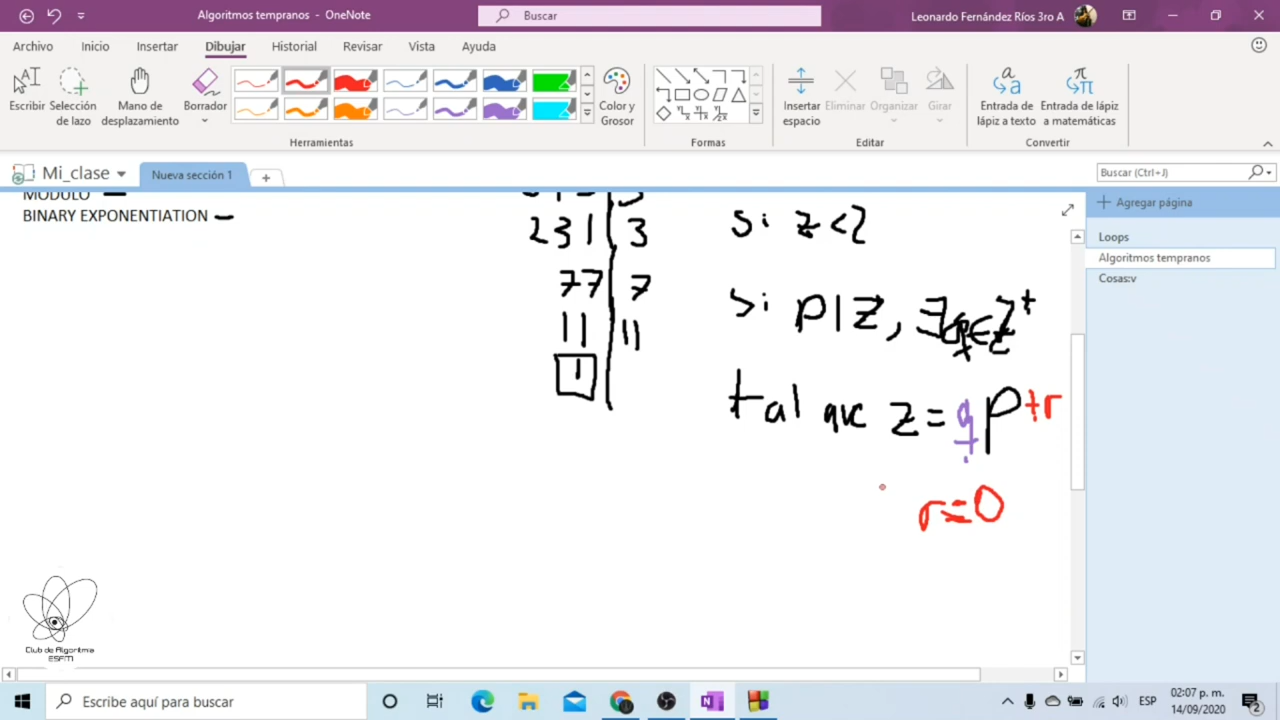 Algoritmos tempranos - OneNote
Buscar
Leonardo Fernández Ríos 3ro A
Archivo Inicio Insertar Dibujar Historial Revisar Vista Ayuda
Escribir
Selección de lazo
Mano de desplazamiento
Borrador
Color y Grosor
Insertar espacio
Eliminar
Organizar
Girar
Entrada de lápiz a texto
Entrada de lápiz a matemáticas
Herramientas
Formas
Editar
Convertir
Mi_clase
Nueva sección 1
Buscar (Ctrl+J)
MODULO
BINARY EXPONENTIATION
231 | 3
77 | 7
11 | 11
1
si z<2
si p|z, ∃q∈Z+
tal que z=qp+r
r=0
Agregar página
Loops
Algoritmos tempranos
Cosas:v
Club de Algoritmia
ESFM
Escribe aquí para buscar
ESP
02:07 p. m.
14/09/2020
2